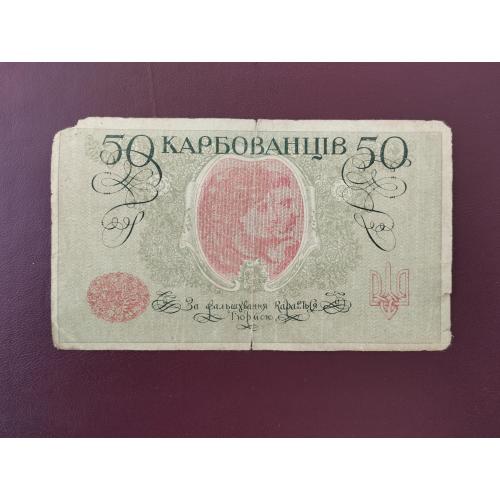 50 КАРБОВАНЦІВ 50
За фальшування карається
Тюрмою.